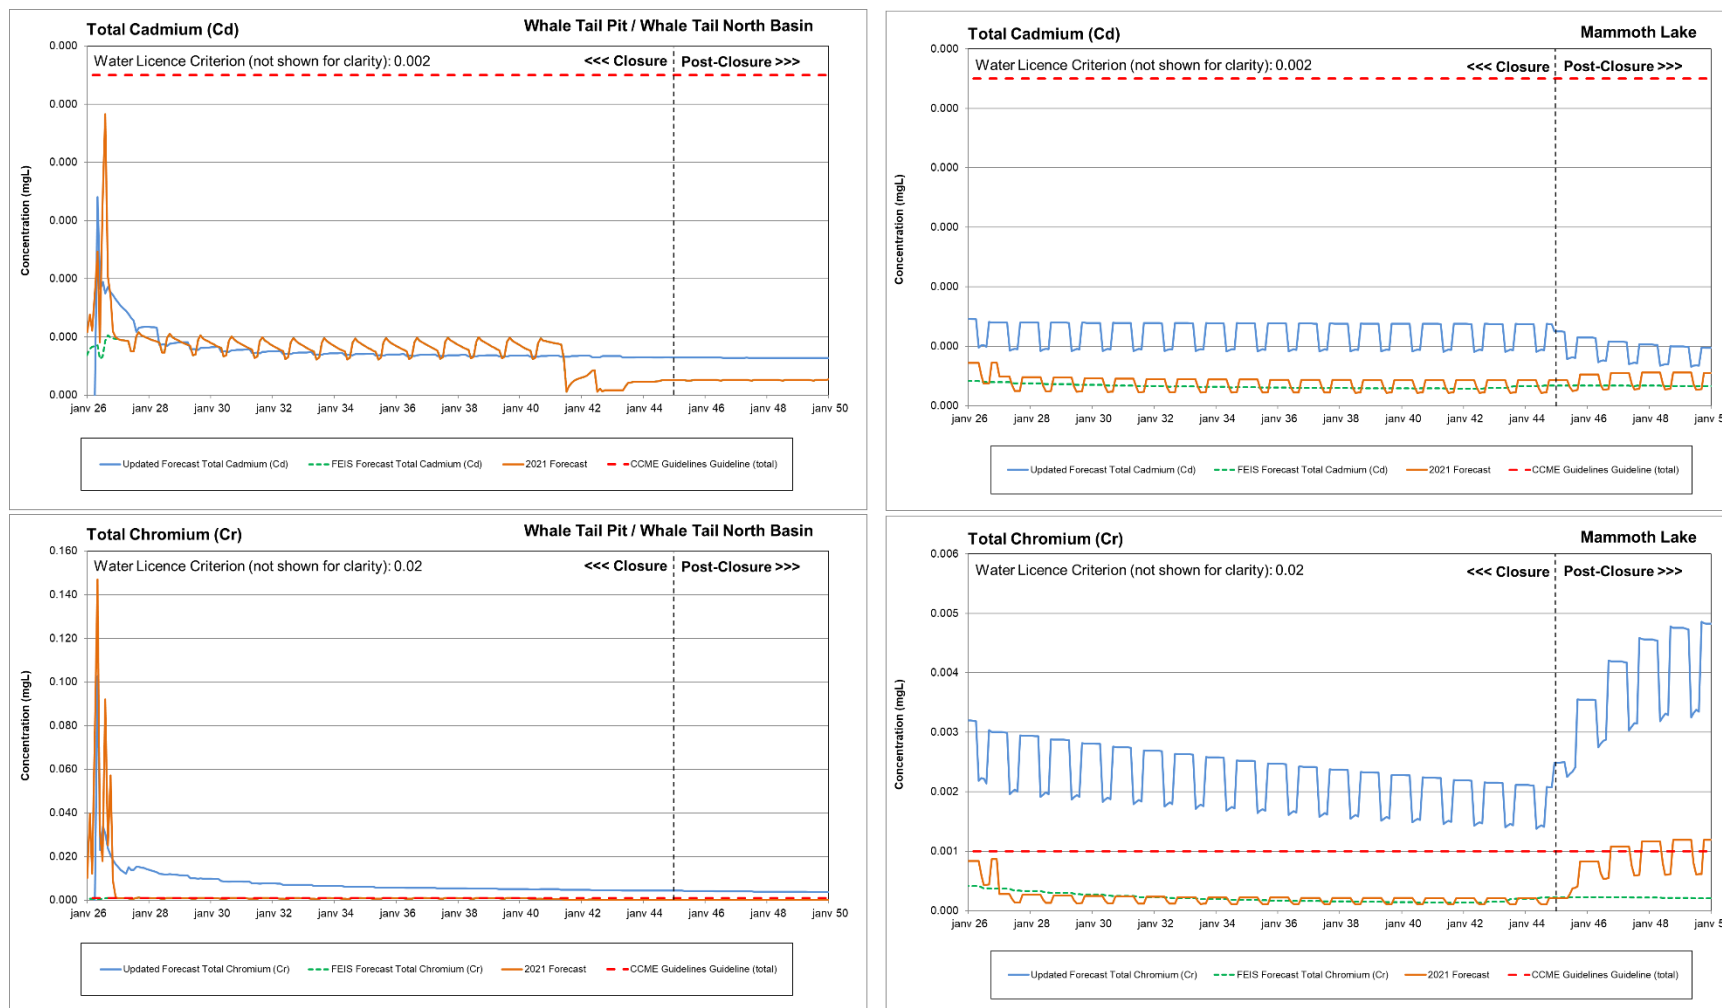 Total Cadmium (Cd)
Whale Tail Pit / Whale Tail North Basin
Water Licence Criterion (not shown for clarity): 0.002
<<< Closure
Post-Closure >>>
Concentration (mgL)
0.000
0.000
0.000
0.000
0.000
0.000
0.000
janv 26
janv 28
janv 30
janv 32
janv 34
janv 36
janv 38
janv 40
janv 42
janv 44
janv 46
janv 48
janv 50
Updated Forecast Total Cadmium (Cd)
FEIS Forecast Total Cadmium (Cd)
2021 Forecast
CCME Guidelines Guideline (total)
Total Cadmium (Cd)
Mammoth Lake
Water Licence Criterion (not shown for clarity): 0.002
<<< Closure
Post-Closure >>>
Concentration (mgL)
0.000
0.000
0.000
0.000
0.000
0.000
0.000
janv 26
janv 28
janv 30
janv 32
janv 34
janv 36
janv 38
janv 40
janv 42
janv 44
janv 46
janv 48
janv 5
Updated Forecast Total Cadmium (Cd)
FEIS Forecast Total Cadmium (Cd)
2021 Forecast
CCME Guidelines Guideline (total)
Total Chromium (Cr)
Whale Tail Pit / Whale Tail North Basin
Water Licence Criterion (not shown for clarity): 0.02
<<< Closure
Post-Closure >>>
Concentration (mgL)
0.160
0.140
0.120
0.100
0.080
0.060
0.040
0.020
0.000
janv 26
janv 28
janv 30
janv 32
janv 34
janv 36
janv 38
janv 40
janv 42
janv 44
janv 46
janv 48
janv 50
Updated Forecast Total Chromium (Cr)
FEIS Forecast Total Chromium (Cr)
2021 Forecast
CCME Guidelines Guideline (total)
Total Chromium (Cr)
Mammoth Lake
Water Licence Criterion (not shown for clarity): 0.02
<<< Closure
Post-Closure >>>
Concentration (mgL)
0.006
0.005
0.004
0.003
0.002
0.001
0.000
janv 26
janv 28
janv 30
janv 32
janv 34
janv 36
janv 38
janv 40
janv 42
janv 44
janv 46
janv 48
janv 5
Updated Forecast Total Chromium (Cr)
FEIS Forecast Total Chromium (Cr)
2021 Forecast
CCME Guidelines Guideline (total)